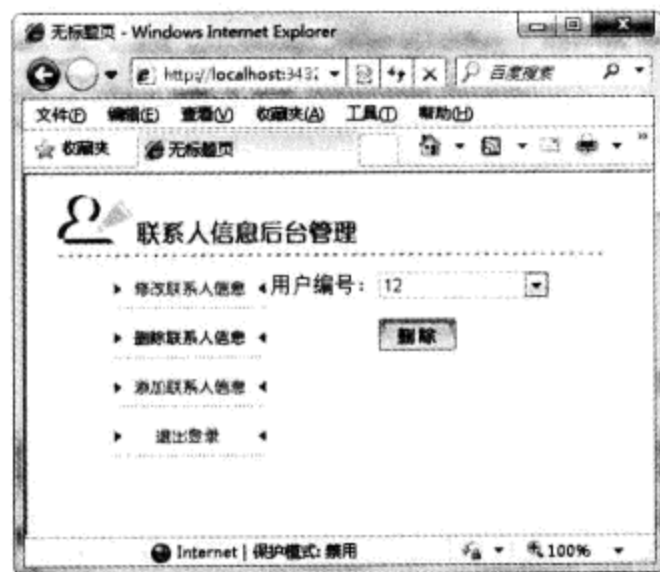 无标题页 - Windows Internet Explorer
http://localhost:343
百度搜索
文件(F) 编辑(E) 查看(V) 收藏夹(A) 工具(T) 帮助(H)
收藏夹 无标题页
联系人信息后台管理
修改联系人信息 用户编号: 12
删除联系人信息 删除
添加联系人信息
退出登录
Internet | 保护模式: 禁用 100%